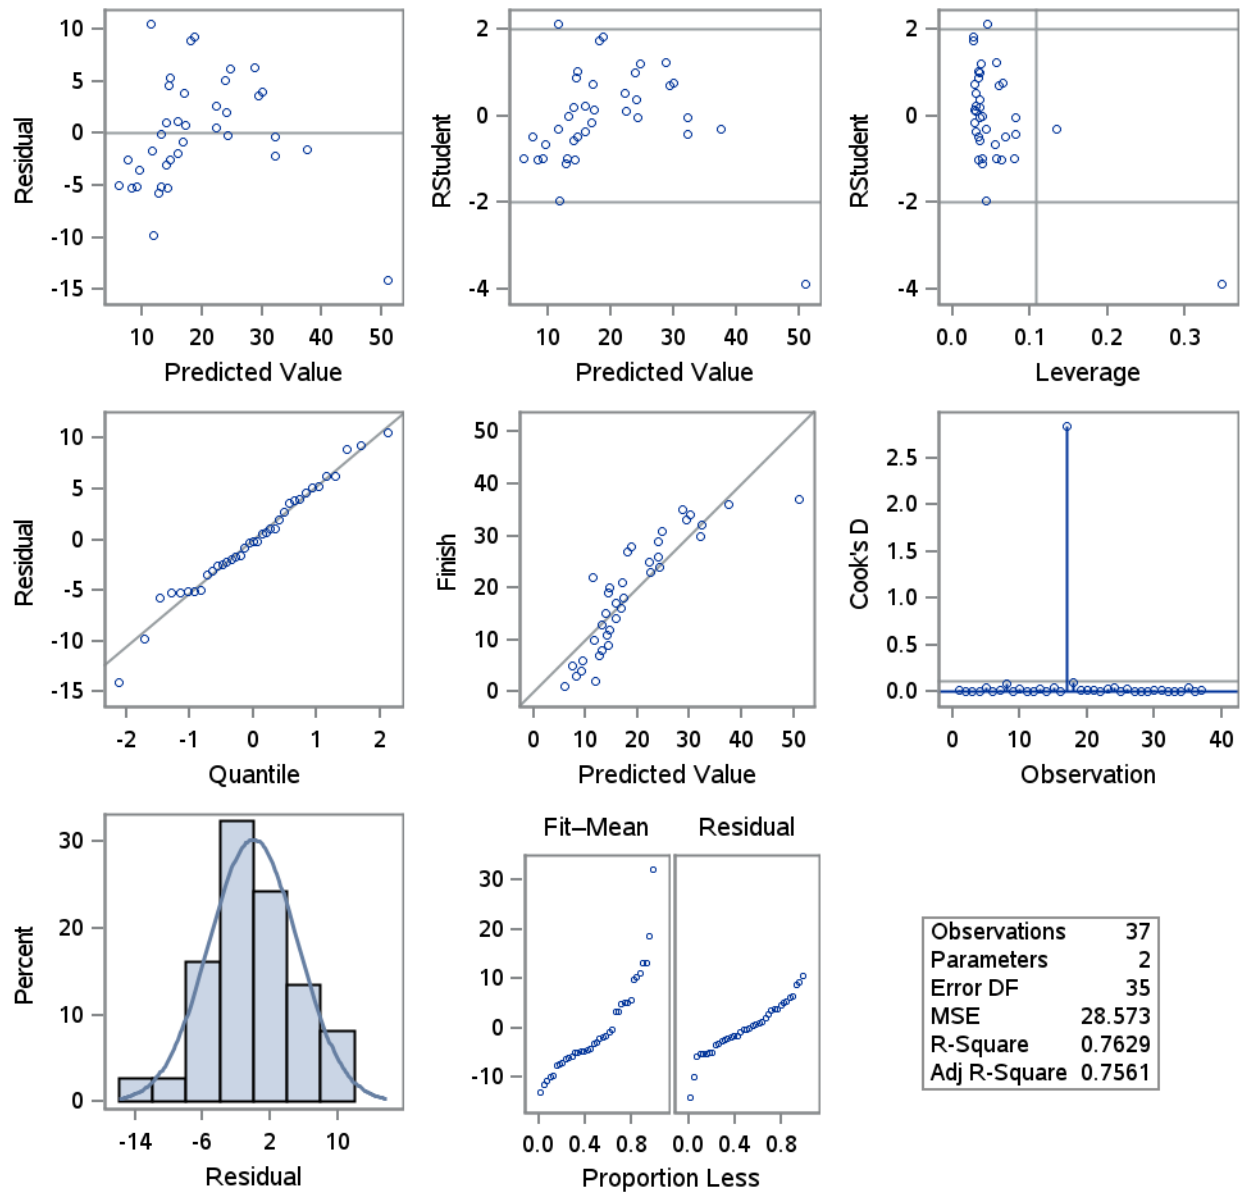 10
5
0
-5
-10
-15
Residual
10 20 30 40 50
Predicted Value
2
0
-2
-4
RStudent
10 20 30 40 50
Predicted Value
2
0
-2
-4
RStudent
0.0 0.1 0.2 0.3
Leverage
10
5
0
-5
-10
-15
Residual
-2 -1 0 1 2
Quantile
50
40
30
20
10
0
Finish
0 10 20 30 40 50
Predicted Value
2.5
2.0
1.5
1.0
0.5
0.0
Cook's D
0 10 20 30 40
Observation
30
20
10
0
Percent
-14 -6 2 10
Residual
Fit–Mean Residual
30
20
10
0
-10
0.0 0.4 0.8 0.0 0.4 0.8
Proportion Less
Observations 37
Parameters 2
Error DF 35
MSE 28.573
R-Square 0.7629
Adj R-Square 0.7561